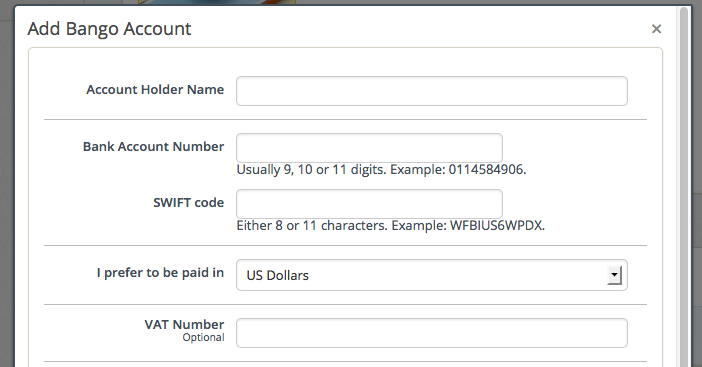 Add Bango Account
×
Account Holder Name
Bank Account Number
Usually 9, 10 or 11 digits. Example: 0114584906.
SWIFT code
Either 8 or 11 characters. Example: WFBIUS6WPDX.
I prefer to be paid in
US Dollars
VAT Number
Optional